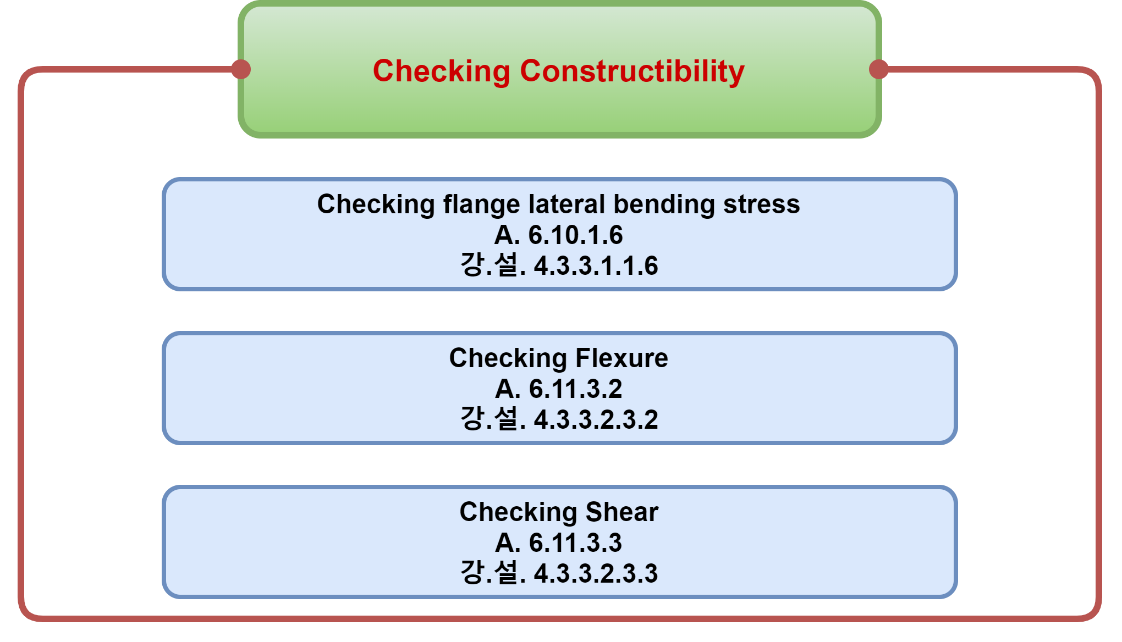 Checking Constructibility
Checking flange lateral bending stress
A. 6.10.1.6
강.설. 4.3.3.1.1.6
Checking Flexure
A. 6.11.3.2
강.설. 4.3.3.2.3.2
Checking Shear
A. 6.11.3.3
강.설. 4.3.3.2.3.3